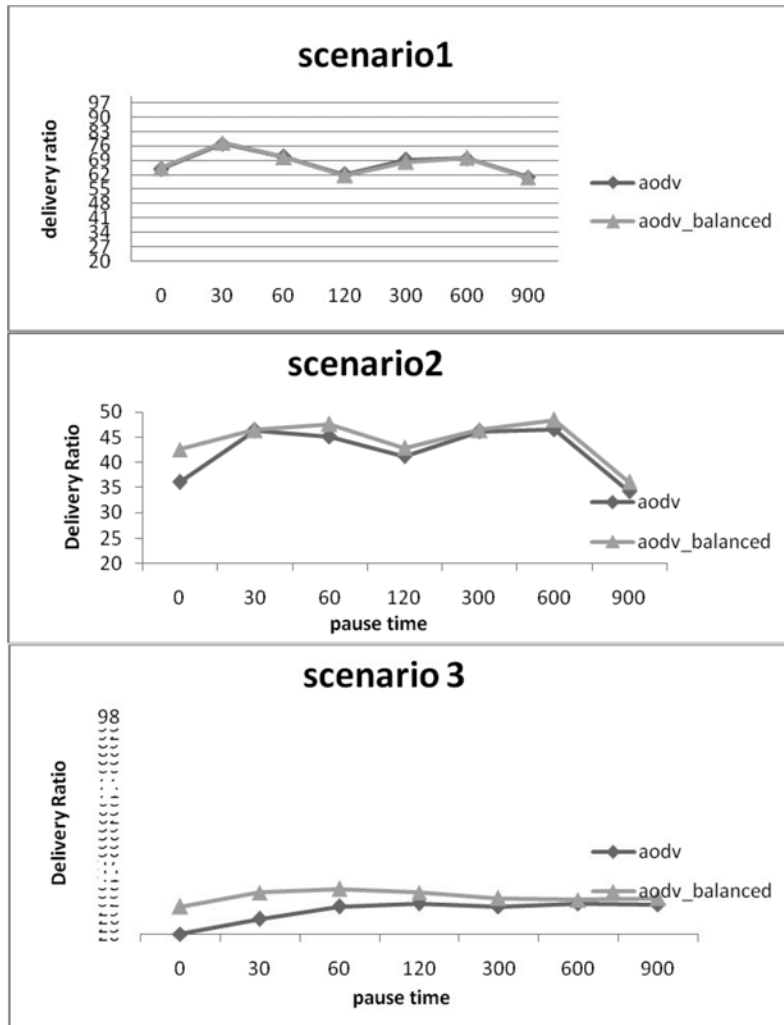 scenario1
delivery ratio
97
90
83
76
69
62
55
48
41
34
27
20
0 30 60 120 300 600 900
aodv
aodv_balanced
scenario2
Delivery Ratio
50
45
40
35
30
25
20
0 30 60 120 300 600 900
pause time
aodv
aodv_balanced
scenario 3
Delivery Ratio
98
0 30 60 120 300 600 900
pause time
aodv
aodv_balanced